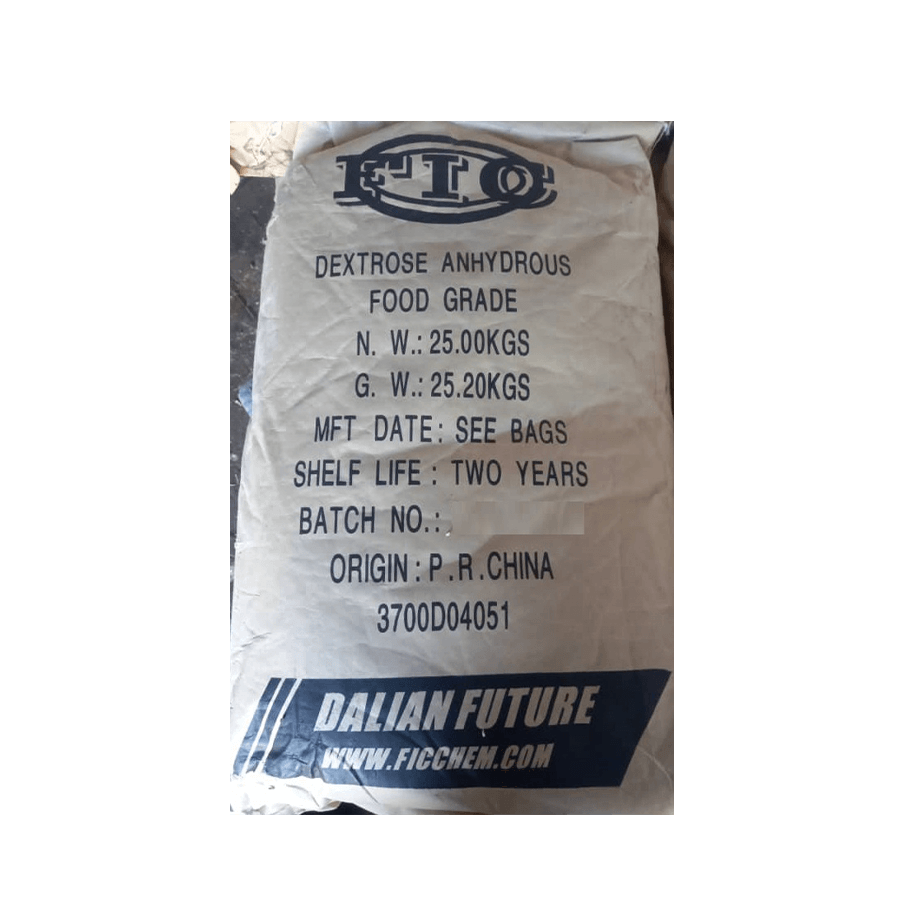 FIC
DEXTROSE ANHYDROUS
FOOD GRADE
N. W.: 25.00KGS
G. W.: 25.20KGS
MFT DATE: SEE BAGS
SHELF LIFE: TWO YEARS
BATCH NO.:
ORIGIN: P.R.CHINA
3700D04051
DALIAN FUTURE
WWW.FICCHEM.COM